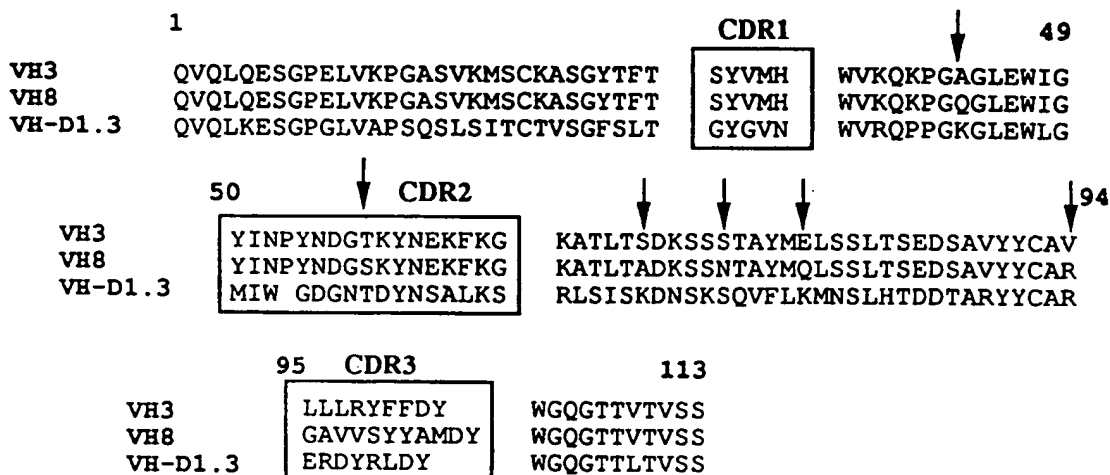 1 CDR1 49
VH3 QVQLQESGPELVKPGASVKMSCKASGYTFT SYVMH WVKQKPGAGLEWIG
VH8 QVQLQESGPELVKPGASVKMSCKASGYTFT SYVMH WVKQKPGQGLEWIG
VH-D1.3 QVQLKESGPGLVAPSQSLSITCTVSGFSLT GYGVN WVRQPPGKGLEWLG
50 CDR2 94
VH3 YINPYNDGTKYNEKFKG KATLTSDKSSSTAYMELSSLTSEDSAVYYCAV
VH8 YINPYNDGSKYNEKFKG KATLTADKSSNTAYMQLSSLTSEDSAVYYCAR
VH-D1.3 MIW GDGNTDYNSALKS RLSISKDNSKSQVFLKMNSLHTDDTARYYCAR
95 CDR3 113
VH3 LLLRYFFDY WGQGTTVTVSS
VH8 GAVVSYYAMDY WGQGTTVTVSS
VH-D1.3 ERDYRLDY WGQGTTLTVSS